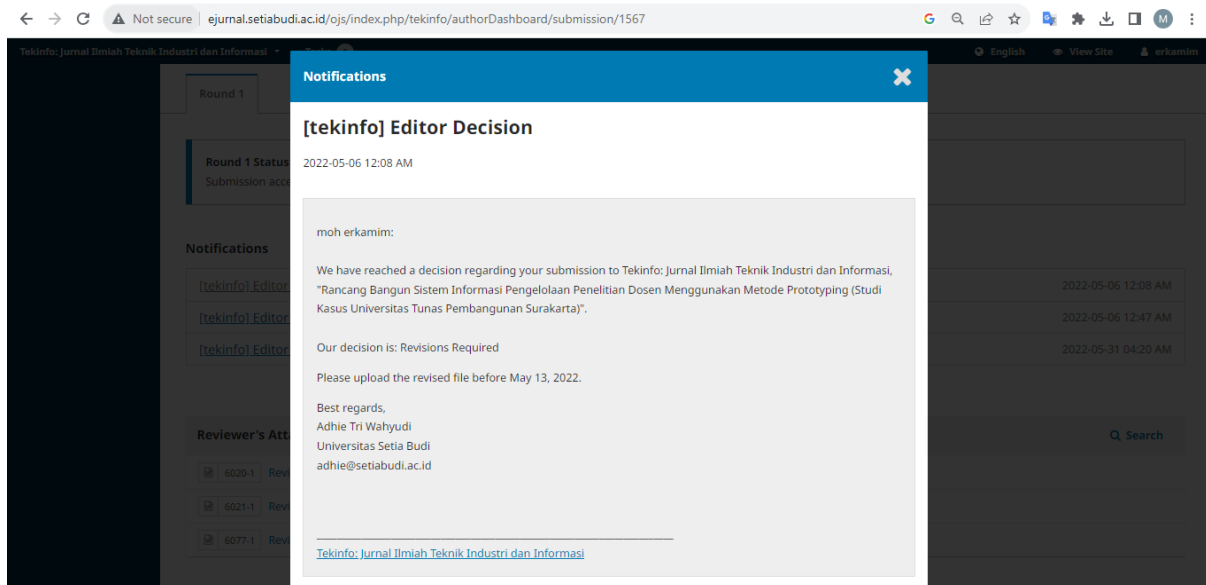 Not secure
ejurnal.setiabudi.ac.id/ojs/index.php/tekinfo/authorDashboard/submission/1567
M
Tekinfo: Jurnal Ilmiah Teknik Industri dan Informasi
English
View Site
erkamim
Notifications
Round 1
[tekinfo] Editor Decision
2022-05-06 12:08 AM
Round 1 Status
Submission acce
moh erkamim:
Notifications
We have reached a decision regarding your submission to Tekinfo: Jurnal Ilmiah Teknik Industri dan Informasi,
"Rancang Bangun Sistem Informasi Pengelolaan Penelitian Dosen Menggunakan Metode Prototyping (Studi
Kasus Universitas Tunas Pembangunan Surakarta)".
[tekinfo] Editor
2022-05-06 12:08 AM
[tekinfo] Editor
2022-05-06 12:47 AM
[tekinfo] Editor
2022-05-31 04:20 AM
Our decision is: Revisions Required
Please upload the revised file before May 13, 2022.
Best regards,
Adhie Tri Wahyudi
Universitas Setia Budi
adhie@setiabudi.ac.id
Reviewer's Atta
Search
6020-1 Revi
6021-1 Revi
6077-1 Revi
Tekinfo: Jurnal Ilmiah Teknik Industri dan Informasi